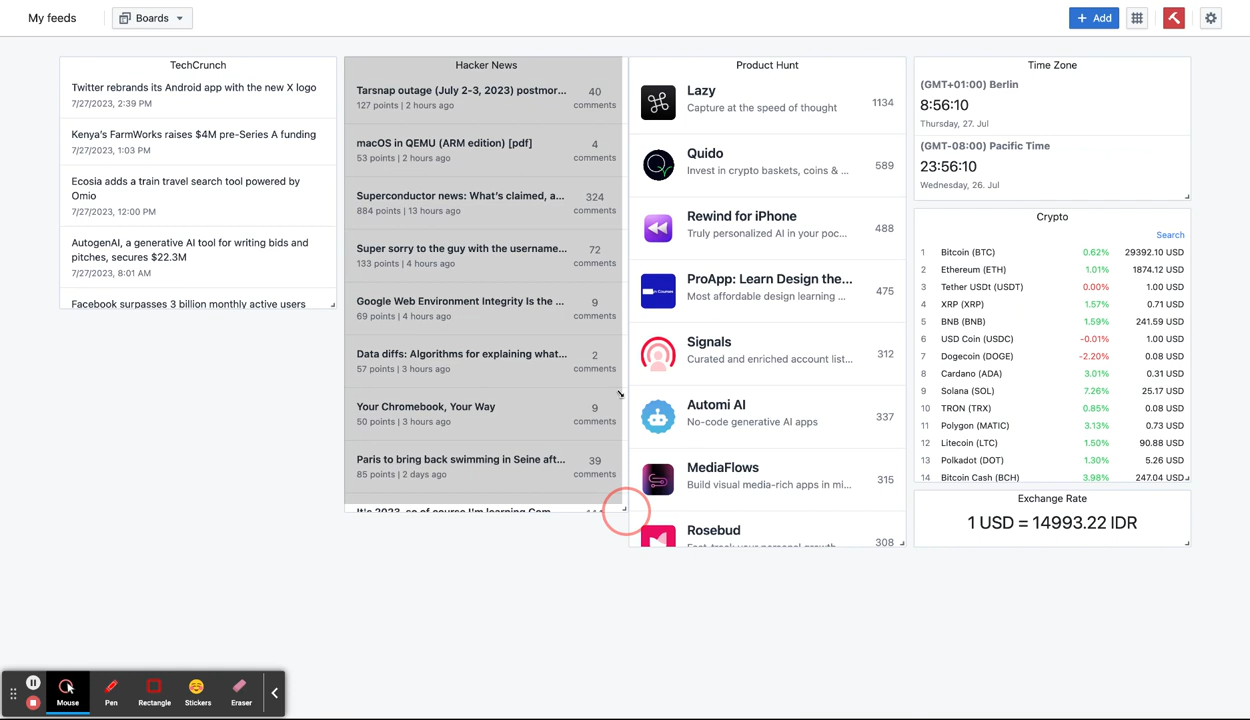 My feeds
Boards
Add
TechCrunch
Twitter rebrands its Android app with the new X logo
7/27/2023, 2:39 PM
Kenya's FarmWorks raises $4M pre-Series A funding
7/27/2023, 1:03 PM
Ecosia adds a train travel search tool powered by
Omio
7/27/2023, 12:00 PM
AutogenAI, a generative AI tool for writing bids and
pitches, secures $22.3M
7/27/2023, 8:01 AM
Facebook surpasses 3 billion monthly active users
Hacker News
Tarsnap outage (July 2-3, 2023) postmor... 40
127 points | 2 hours ago comments
macOS in QEMU (ARM edition) [pdf] 4
53 points | 2 hours ago comments
Superconductor news: What's claimed, a... 324
884 points | 13 hours ago comments
Super sorry to the guy with the username... 72
133 points | 4 hours ago comments
Google Web Environment Integrity Is the ... 9
69 points | 4 hours ago comments
Data diffs: Algorithms for explaining what... 2
57 points | 3 hours ago comments
Your Chromebook, Your Way 9
50 points | 3 hours ago comments
Paris to bring back swimming in Seine aft... 39
85 points | 2 days ago comments
It's 2023, so of course I'm learning Com...
Product Hunt
Lazy
Capture at the speed of thought 1134
Quido
Invest in crypto baskets, coins & ... 589
Rewind for iPhone
Truly personalized AI in your poc... 488
ProApp: Learn Design the...
Most affordable design learning ... 475
Signals
Curated and enriched account list... 312
Automi AI
No-code generative AI apps 337
MediaFlows
Build visual media-rich apps in mi... 315
Rosebud
Fast-track your personal growth 308
Time Zone
(GMT+01:00) Berlin
8:56:10
Thursday, 27. Jul
(GMT-08:00) Pacific Time
23:56:10
Wednesday, 26. Jul
Crypto
Search
1 Bitcoin (BTC) 0.62% 29392.10 USD
2 Ethereum (ETH) 1.01% 1874.12 USD
3 Tether USDt (USDT) 0.00% 1.00 USD
4 XRP (XRP) 1.57% 0.71 USD
5 BNB (BNB) 1.59% 241.59 USD
6 USD Coin (USDC) -0.01% 1.00 USD
7 Dogecoin (DOGE) -2.20% 0.08 USD
8 Cardano (ADA) 3.01% 0.31 USD
9 Solana (SOL) 7.26% 25.17 USD
10 TRON (TRX) 0.85% 0.08 USD
11 Polygon (MATIC) 3.13% 0.73 USD
12 Litecoin (LTC) 1.50% 90.88 USD
13 Polkadot (DOT) 1.30% 5.26 USD
14 Bitcoin Cash (BCH) 3.98% 247.04 USD
Exchange Rate
1 USD = 14993.22 IDR
Mouse
Pen
Rectangle
Stickers
Eraser